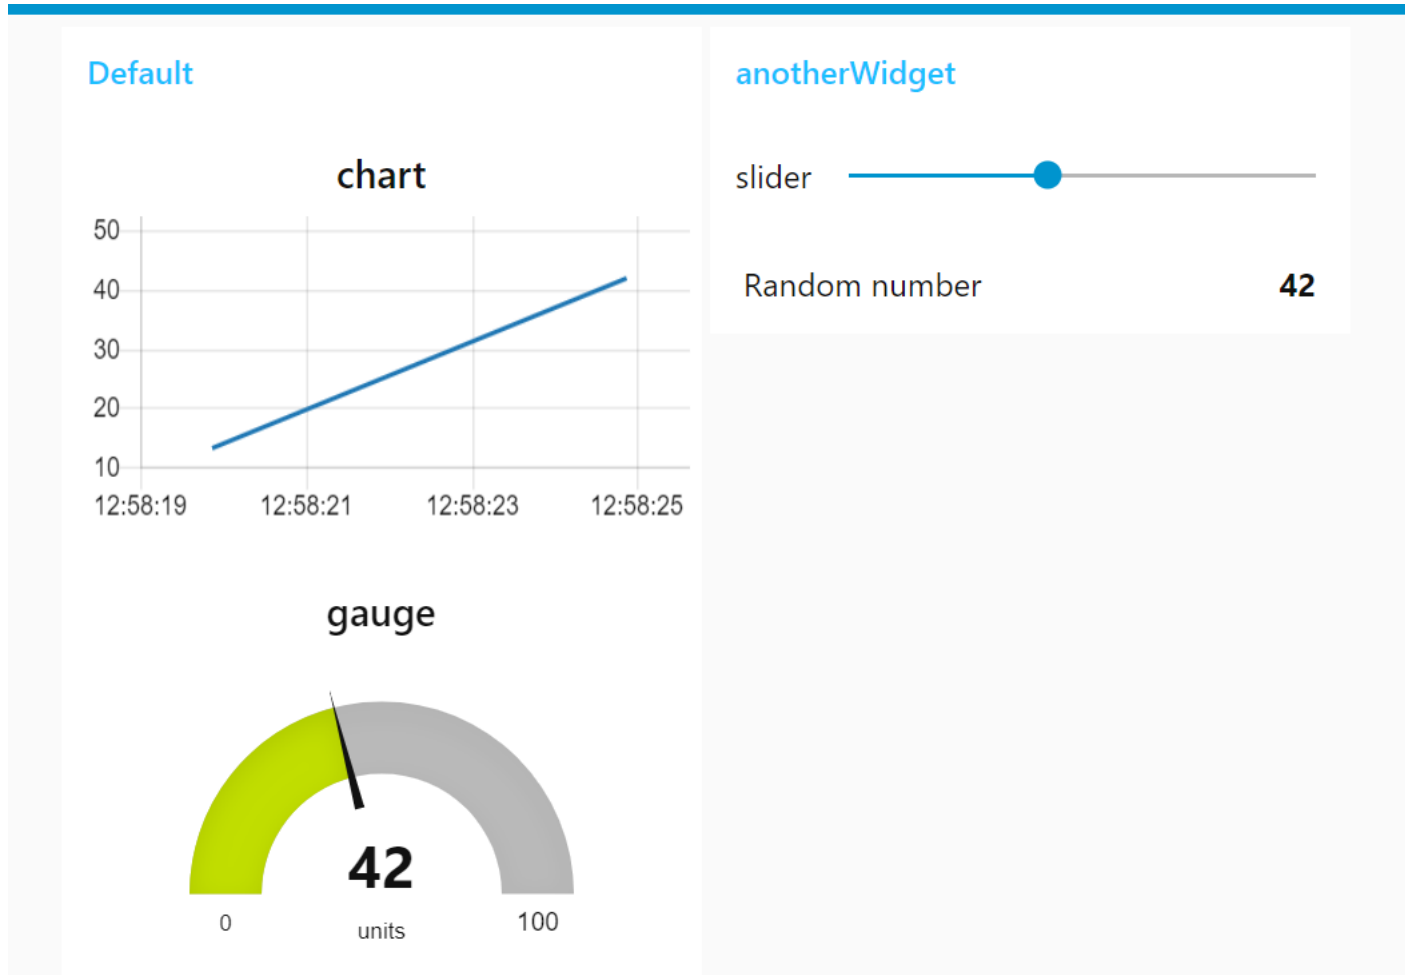 Default
chart
50
40
30
20
10
12:58:19 12:58:21 12:58:23 12:58:25
gauge
42
0 units 100
anotherWidget
slider
Random number 42